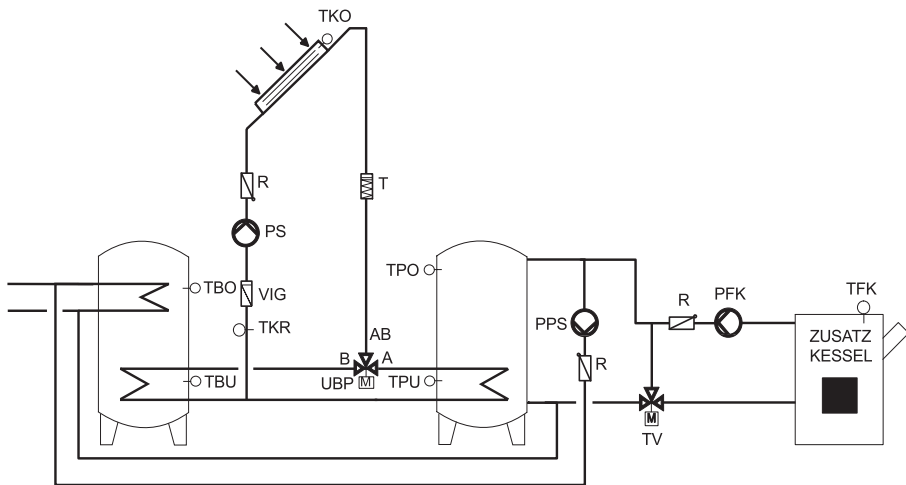 TKO
R
T
PS
TBO
VIG
TKR
AB
B
A
TBU
UBP
M
TPU
TPO
PPS
R
R
PFK
TFK
ZUSATZ
KESSEL
M
TV